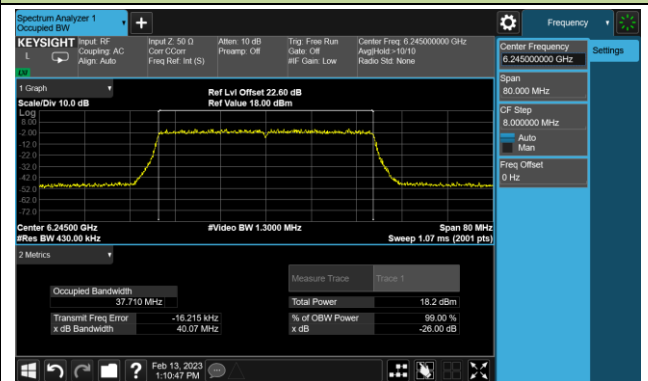 Spectrum Analyzer 1
Occupied BW
Frequency
KEYSIGHT
L
Input: RF
Coupling: AC
Align: Auto
Input Z: 50 Ω
Corr CCorr
Freq Ref: Int (S)
Atten: 10 dB
Preamp: Off
Trig: Free Run
Gate: Off
#IF Gain: Low
Center Freq: 6.245000000 GHz
Avg|Hold:>10/10
Radio Std: None
Center Frequency
6.245000000 GHz
Settings
Span
80.000 MHz
CF Step
8.000000 MHz
Auto
Man
Freq Offset
0 Hz
1 Graph
Scale/Div 10.0 dB
Ref Lvl Offset 22.60 dB
Ref Value 18.00 dBm
Log
8.00
-2.00
-12.0
-22.0
-32.0
-42.0
-52.0
-62.0
-72.0
Center 6.24500 GHz
#Res BW 430.00 kHz
#Video BW 1.3000 MHz
Span 80 MHz
Sweep 1.07 ms (2001 pts)
2 Metrics
Measure Trace
Trace 1
Occupied Bandwidth
37.710 MHz
Total Power
18.2 dBm
Transmit Freq Error
-16.215 kHz
% of OBW Power
99.00 %
x dB Bandwidth
40.07 MHz
x dB
-26.00 dB
Feb 13, 2023
1:10:47 PM